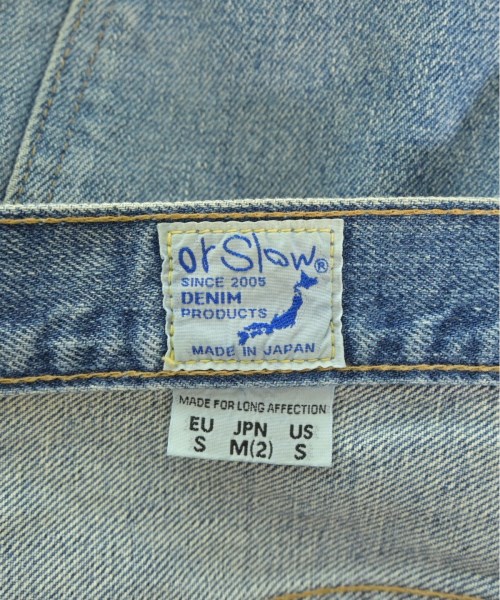 orSlow®
SINCE 2005
DENIM
PRODUCTS
MADE IN JAPAN
MADE FOR LONG AFFECTION
EU JPN US
S M(2) S